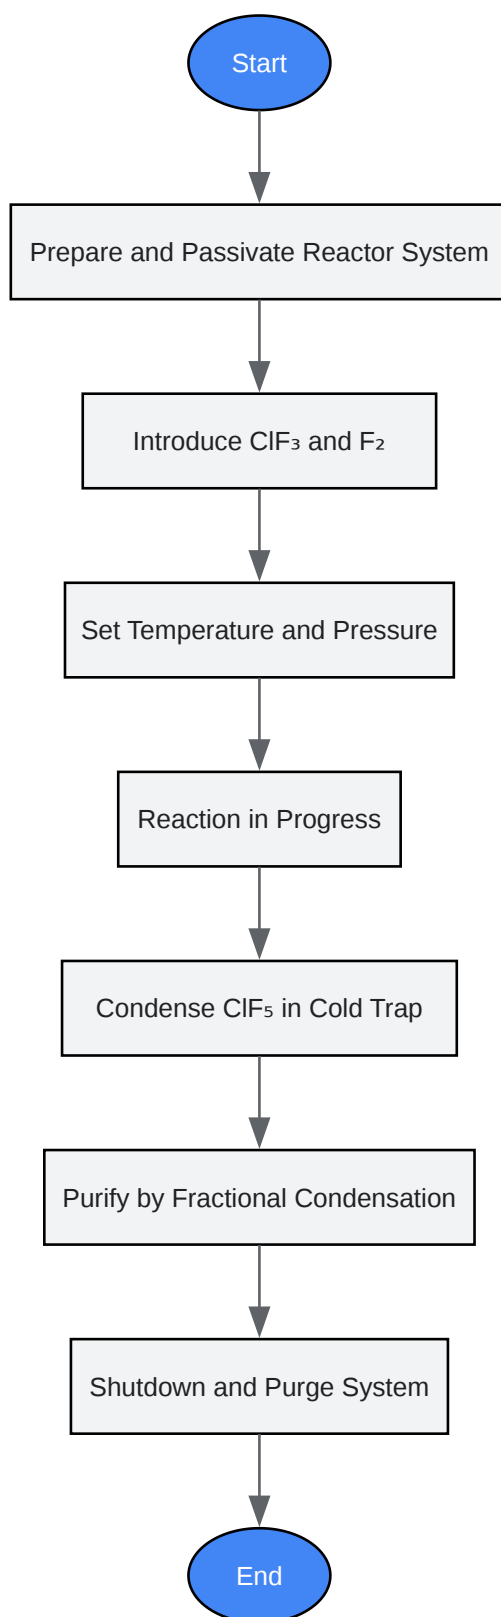 Start
Prepare and Passivate Reactor System
Introduce ClF₃ and F₂
Set Temperature and Pressure
Reaction in Progress
Condense ClF₅ in Cold Trap
Purify by Fractional Condensation
Shutdown and Purge System
End